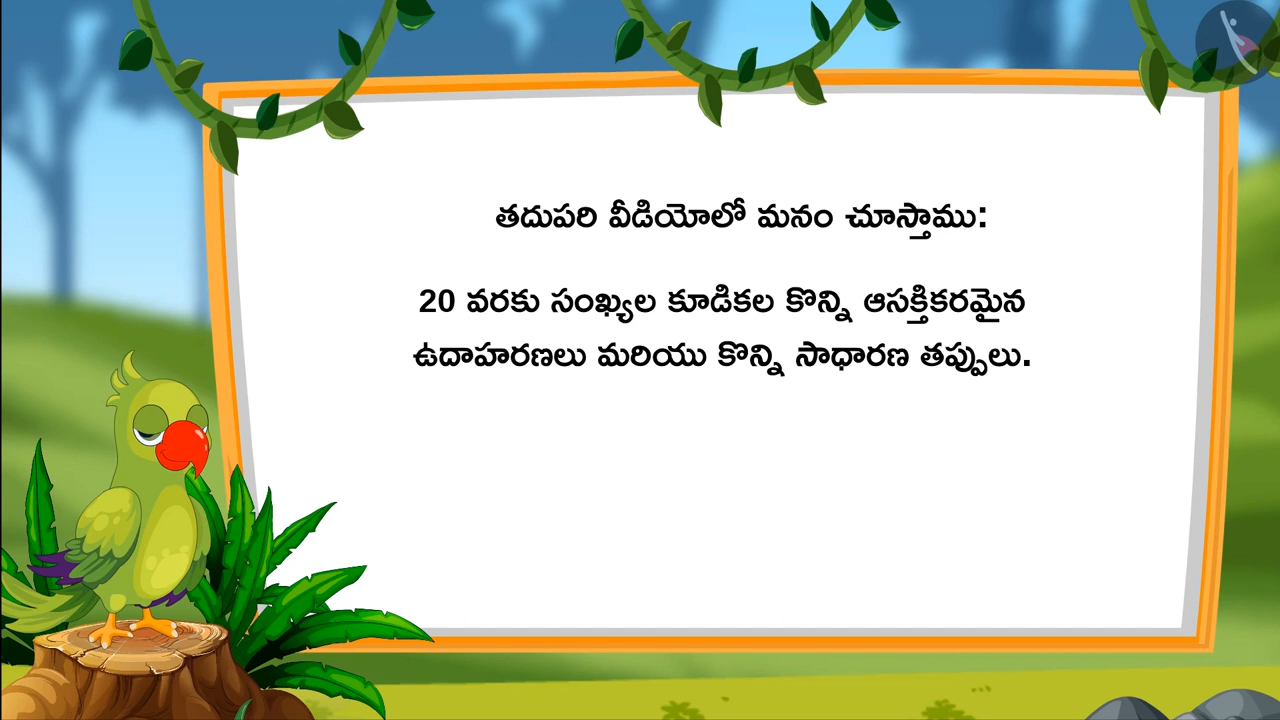 తదుపరి వీడియోలో మనం చూస్తాము:
20 వరకు సంఖ్యల కూడికల కొన్ని ఆసక్తికరమైన
ఉదాహరణలు మరియు కొన్ని సాధారణ తప్పులు.